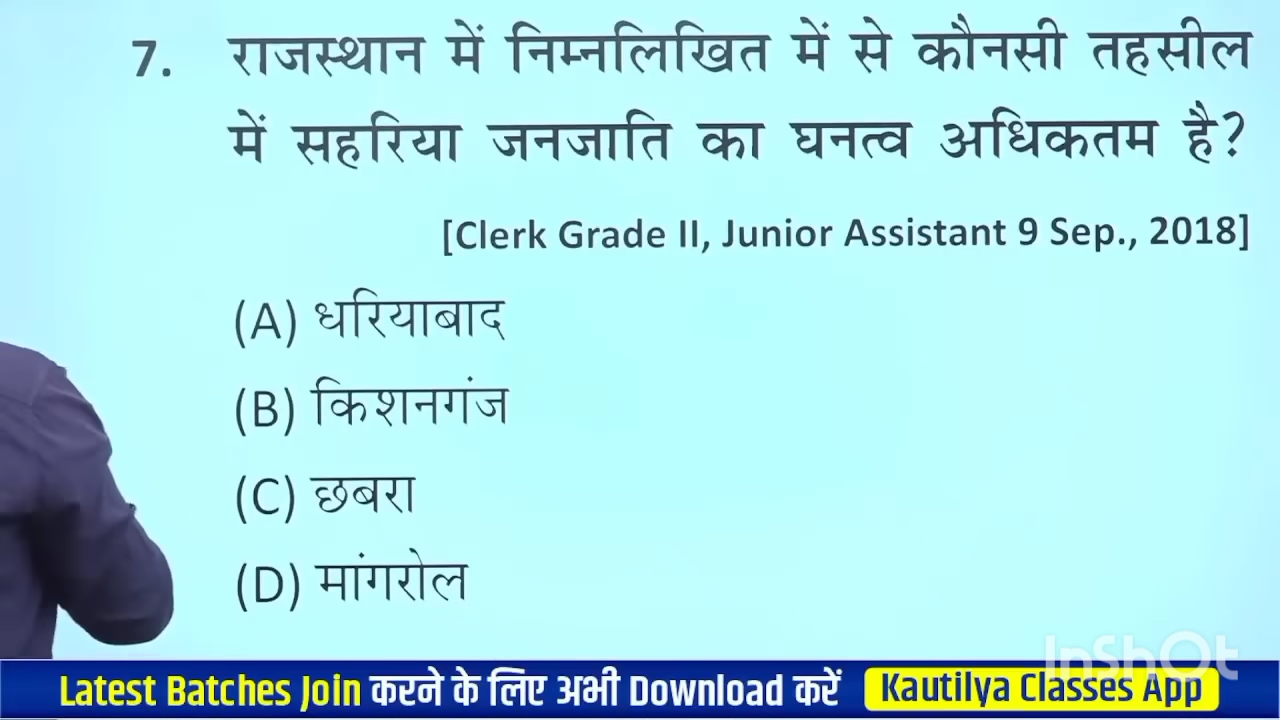 7. राजस्थान में निम्नलिखित में से कौनसी तहसील
में सहरिया जनजाति का घनत्व अधिकतम है?
[Clerk Grade II, Junior Assistant 9 Sep., 2018]
(A) धरियाबाद
(B) किशनगंज
(C) छबरा
(D) मांगरोल
InShOt
Latest Batches Join करने के लिए अभी Download करें Kautilya Classes App